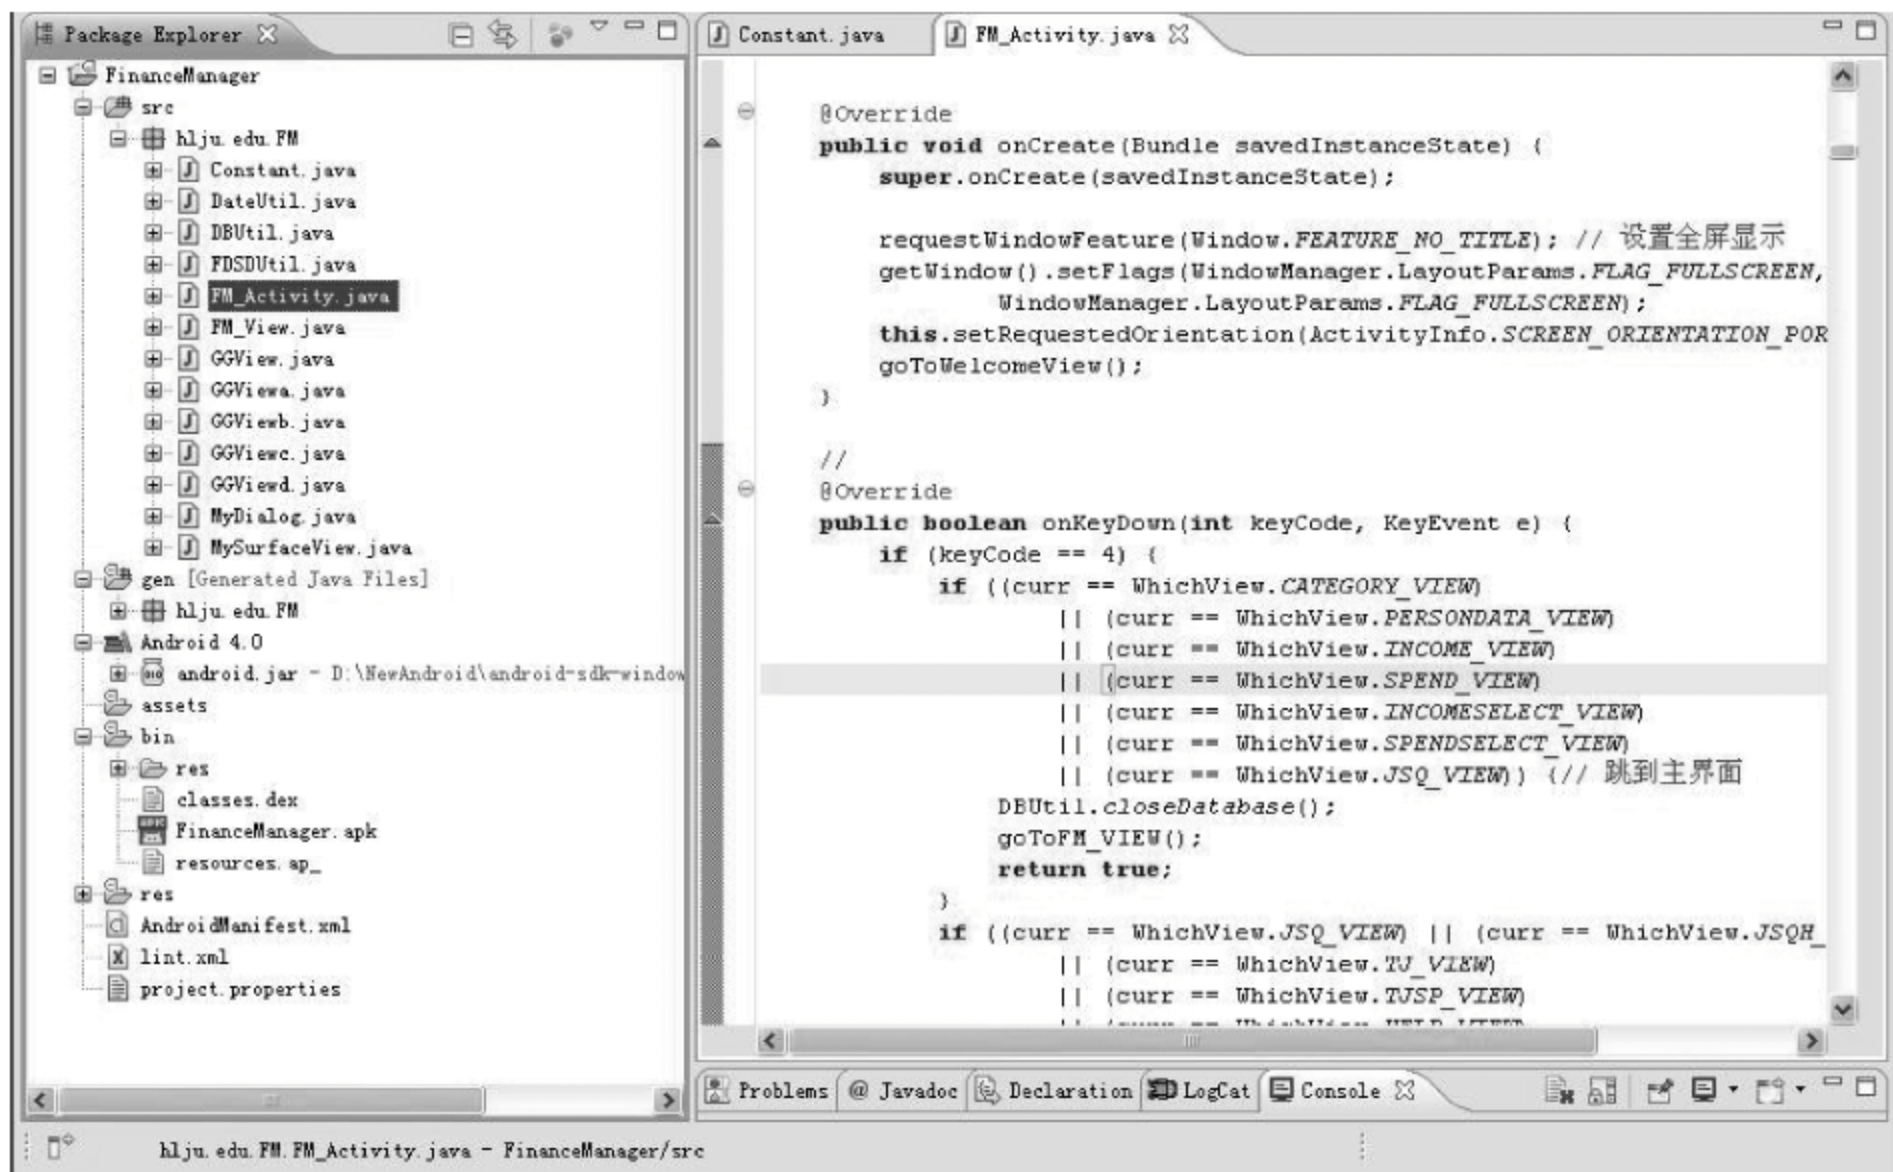 Package Explorer
FinanceManager
src
hlju.edu.FM
Constant.java
DateUtil.java
DBUtil.java
FDSDUtil.java
FM_Activity.java
FM_View.java
GGView.java
GGViewa.java
GGViewb.java
GGViewc.java
GGViewd.java
MyDialog.java
MySurfaceView.java
gen [Generated Java Files]
hlju.edu.FM
Android 4.0
android.jar - D:\NewAndroid\android-sdk-window
assets
bin
res
classes.dex
FinanceManager.apk
resources.ap_
res
AndroidManifest.xml
lint.xml
project.properties
Constant.java FM_Activity.java
@Override
public void onCreate(Bundle savedInstanceState) {
super.onCreate(savedInstanceState);
requestWindowFeature(Window.FEATURE_NO_TITLE); // 设置全屏显示
getWindow().setFlags(WindowManager.LayoutParams.FLAG_FULLSCREEN,
WindowManager.LayoutParams.FLAG_FULLSCREEN);
this.setRequestedOrientation(ActivityInfo.SCREEN_ORIENTATION_POR
goToWelcomeView();
}
//
@Override
public boolean onKeyDown(int keyCode, KeyEvent e) {
if (keyCode == 4) {
if ((curr == WhichView.CATEGORY_VIEW)
|| (curr == WhichView.PERSONDATA_VIEW)
|| (curr == WhichView.INCOME_VIEW)
|| (curr == WhichView.SPEND_VIEW)
|| (curr == WhichView.INCOMESELECT_VIEW)
|| (curr == WhichView.SPENDSELECT_VIEW)
|| (curr == WhichView.JSQ_VIEW)) {// 跳到主界面
DBUtil.closeDatabase();
goToFM_VIEW();
return true;
}
if ((curr == WhichView.JSQ_VIEW) || (curr == WhichView.JSQH_
|| (curr == WhichView.TJ_VIEW)
|| (curr == WhichView.TJSP_VIEW)
Problems @ Javadoc Declaration LogCat Console
hlju.edu.FM.FM_Activity.java - FinanceManager/src